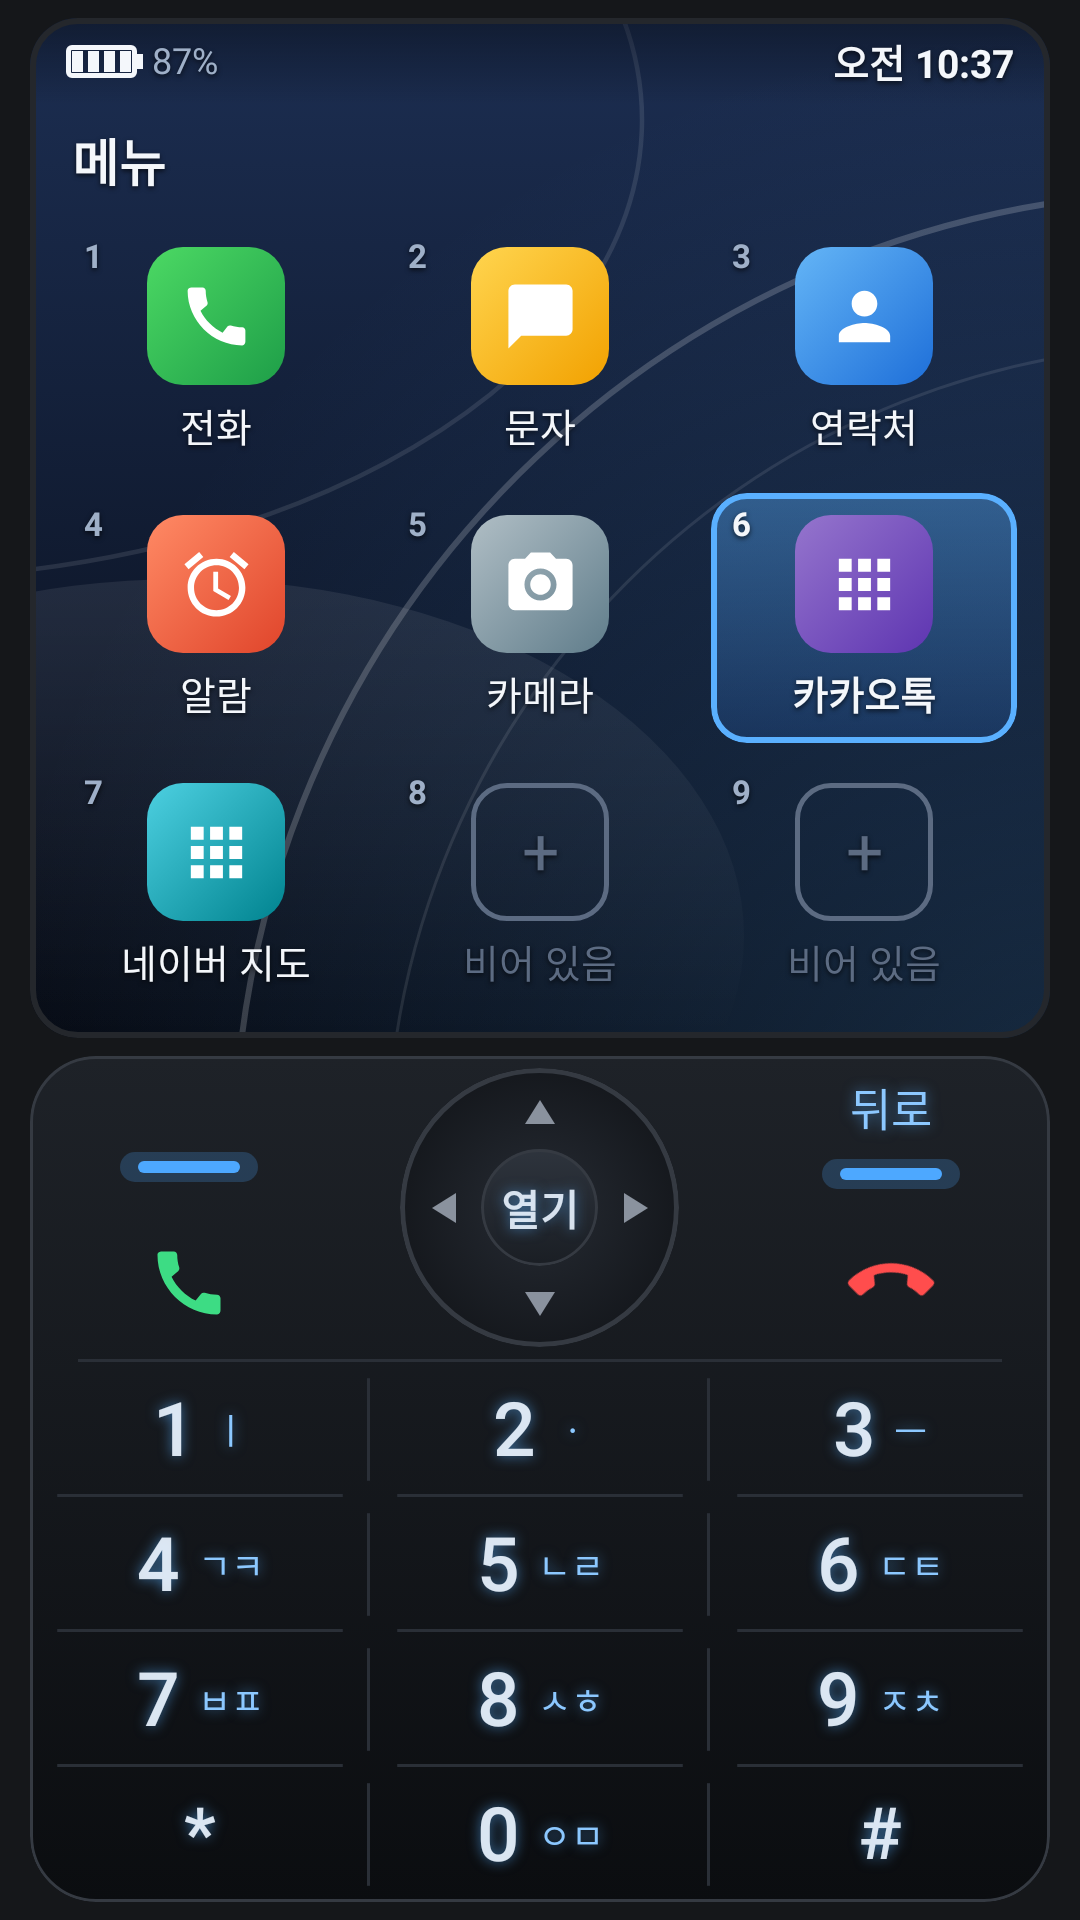 87%
오전 10:37
메뉴
1 2 3
전화 문자 연락처
4 5 6
알람 카메라 카카오톡
7 8 9
네이버 지도 비어 있음 비어 있음
뒤로
열기
1 ㅣ 2 · 3 ㅡ
4 ㄱㅋ 5 ㄴㄹ 6 ㄷㅌ
7 ㅂㅍ 8 ㅅㅎ 9 ㅈㅊ
* 0 ㅇㅁ #